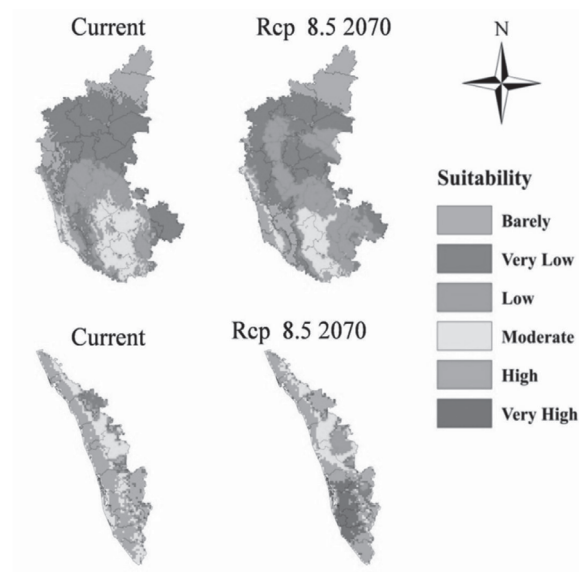 Current
Rcp 8.5 2070
N
Suitability
Barely
Very Low
Low
Moderate
High
Very High
Current
Rcp 8.5 2070